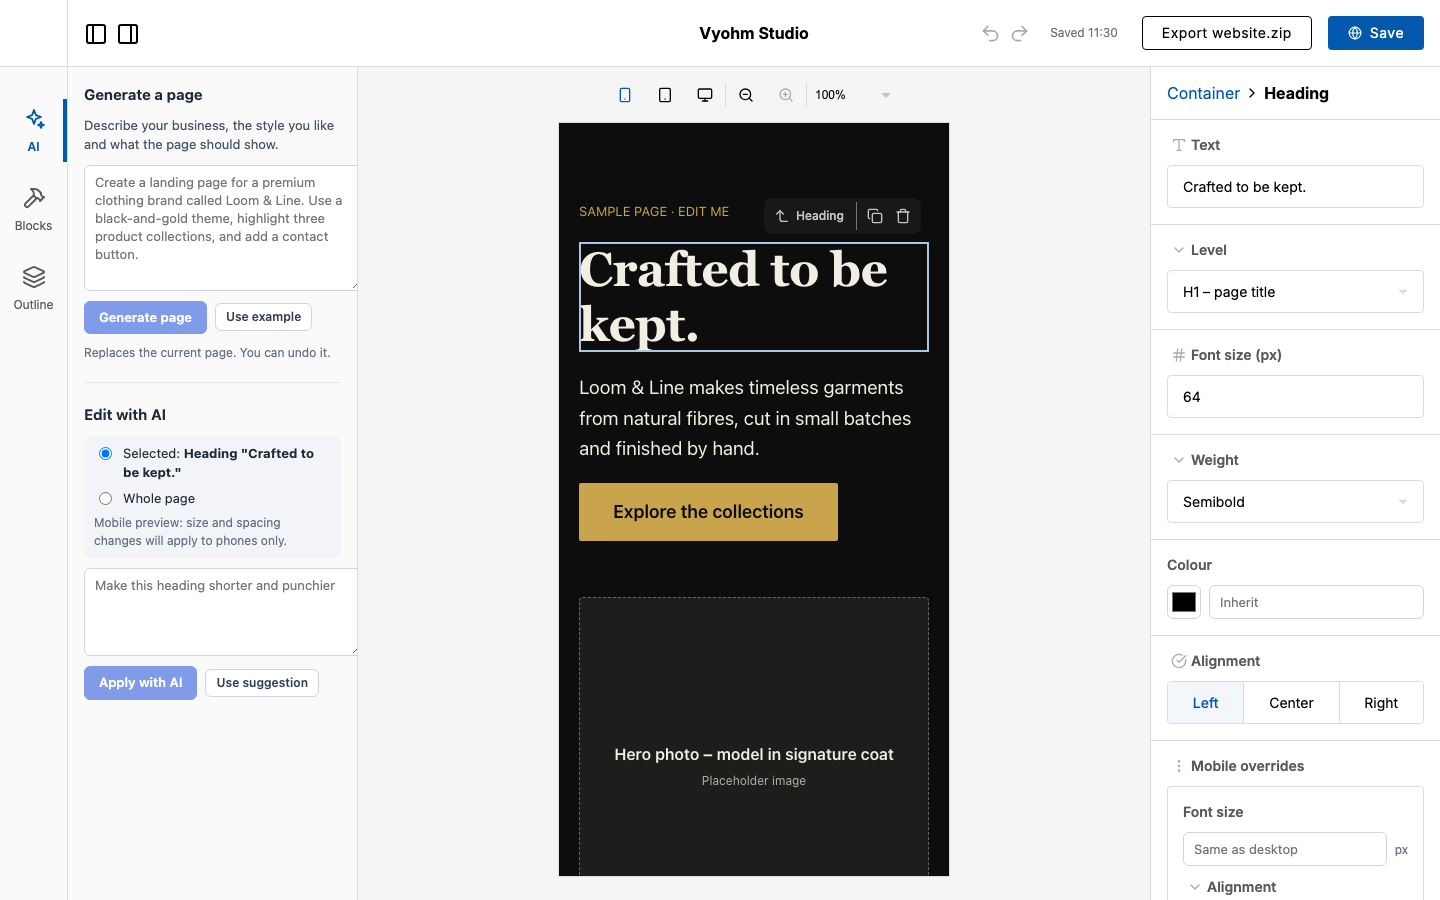 Vyohm Studio
Saved 11:30
Export website.zip
Save
AI
Blocks
Outline
Generate a page
Describe your business, the style you like
and what the page should show.
Create a landing page for a premium
clothing brand called Loom & Line. Use a
black-and-gold theme, highlight three
product collections, and add a contact
button.
Generate page
Use example
Replaces the current page. You can undo it.
Edit with AI
Selected: Heading "Crafted to
be kept."
Whole page
Mobile preview: size and spacing
changes will apply to phones only.
Make this heading shorter and punchier
Apply with AI
Use suggestion
100%
SAMPLE PAGE · EDIT ME
Heading
Crafted to be
kept.
Loom & Line makes timeless garments
from natural fibres, cut in small batches
and finished by hand.
Explore the collections
Hero photo – model in signature coat
Placeholder image
Container > Heading
Text
Crafted to be kept.
Level
H1 – page title
Font size (px)
64
Weight
Semibold
Colour
Inherit
Alignment
Left
Center
Right
Mobile overrides
Font size
Same as desktop
px
Alignment